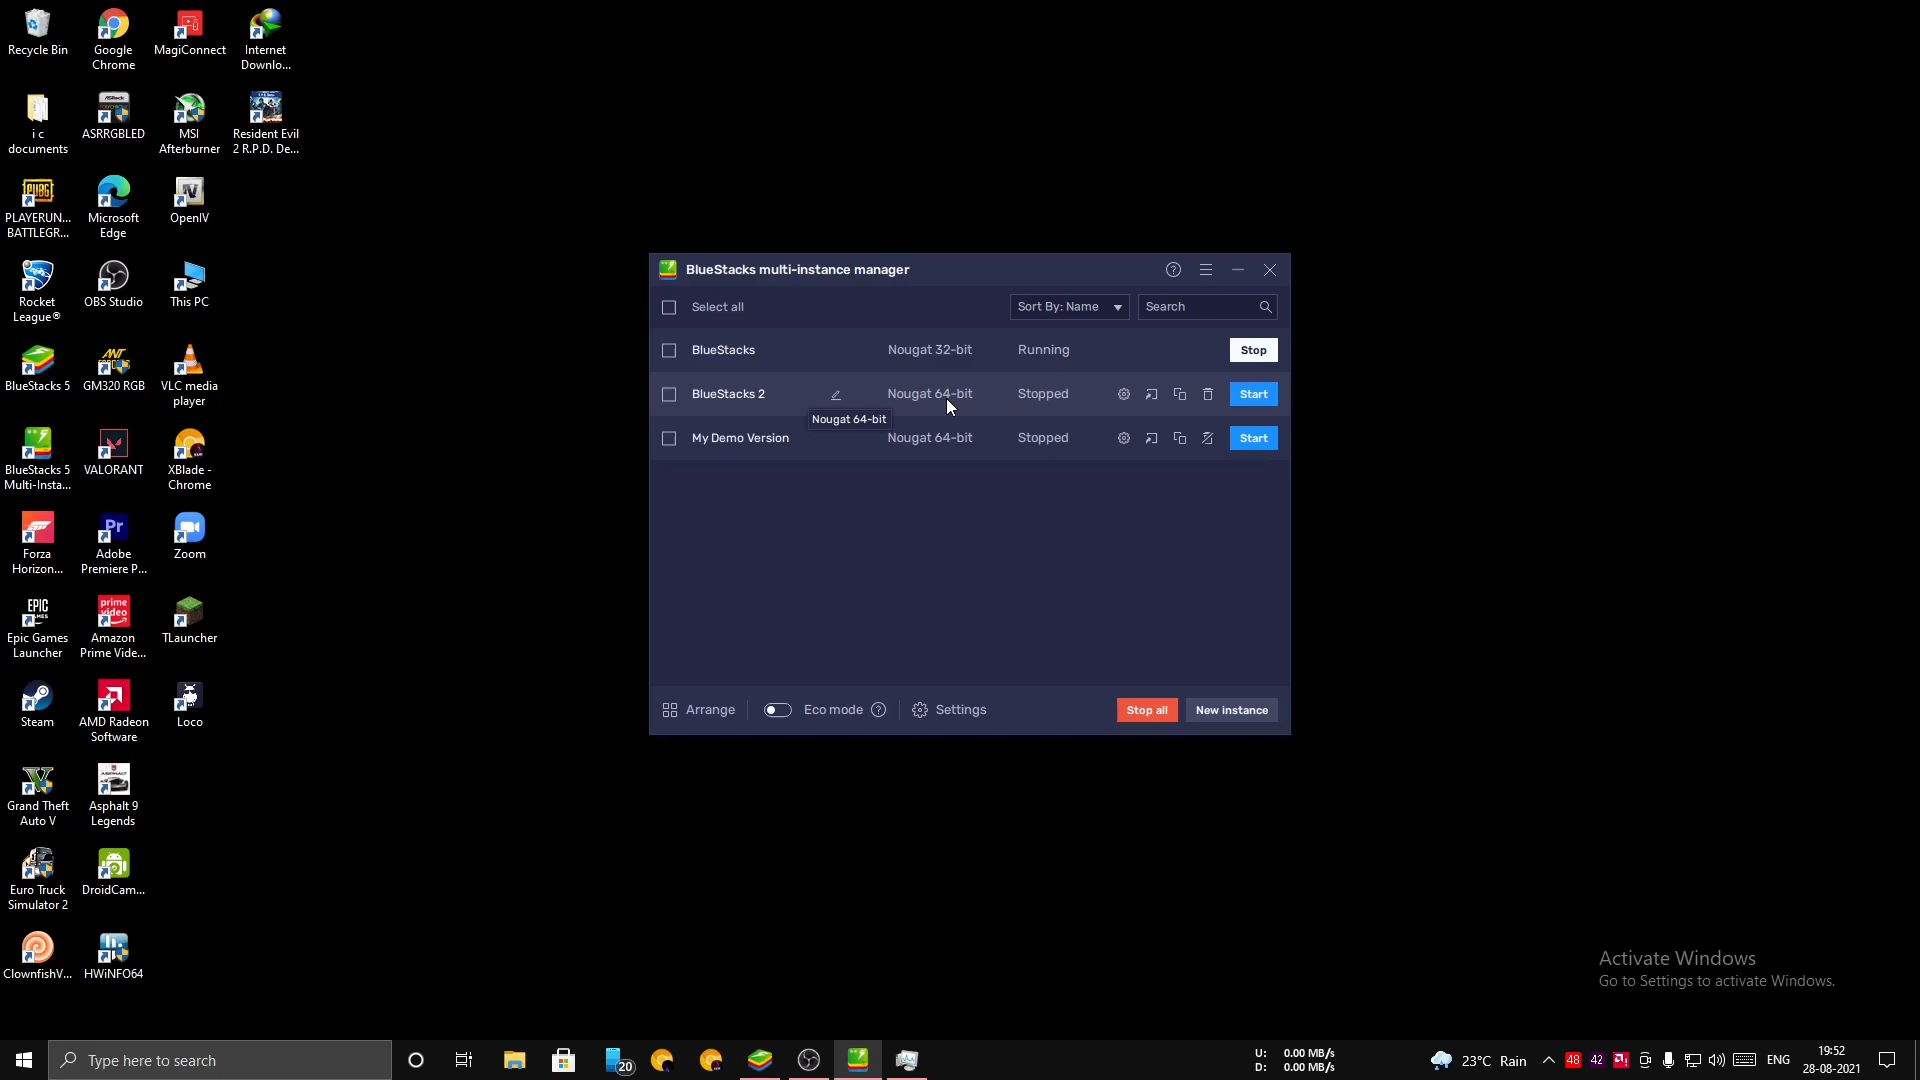 Recycle Bin
Google
Chrome
MagiConnect
Internet
Downlo...
i c
documents
ASRRGBLED
MSI
Afterburner
Resident Evil
2 R.P.D. De...
PLAYERUN...
BATTLEGR...
Microsoft
Edge
OpenIV
Rocket
League®
OBS Studio
This PC
BlueStacks 5
GM320 RGB
VLC media
player
BlueStacks 5
Multi-Insta...
VALORANT
XBlade -
Chrome
Forza
Horizon...
Adobe
Premiere P...
Zoom
Epic Games
Launcher
Amazon
Prime Vide...
TLauncher
Steam
AMD Radeon
Software
Loco
Grand Theft
Auto V
Asphalt 9
Legends
Euro Truck
Simulator 2
DroidCam...
ClownfishV...
HWiNFO64
BlueStacks multi-instance manager
Select all
Sort By: Name
Search
BlueStacks
Nougat 32-bit
Running
Stop
BlueStacks 2
Nougat 64-bit
Stopped
Start
Nougat 64-bit
My Demo Version
Nougat 64-bit
Stopped
Start
Arrange
Eco mode
Settings
Stop all
New instance
Activate Windows
Go to Settings to activate Windows.
Type here to search
20
U: 0.00 MB/s
D: 0.00 MB/s
23°C Rain
48
42
ENG
19:52
28-08-2021